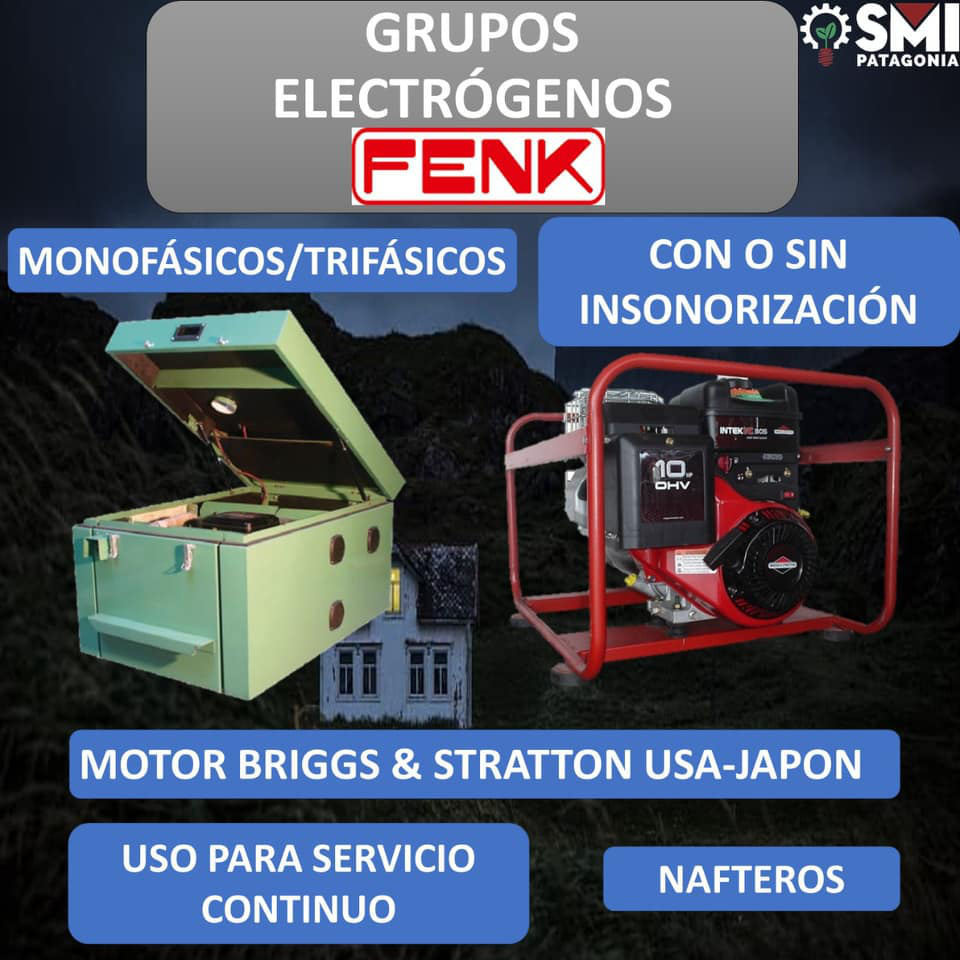 GRUPOS
ELECTRÓGENOS
FENK
SMI
PATAGONIA
MONOFÁSICOS/TRIFÁSICOS
CON O SIN
INSONORIZACIÓN
INTEK
305
10
OHV
MOTOR BRIGGS & STRATTON USA-JAPON
USO PARA SERVICIO
CONTINUO
NAFTEROS